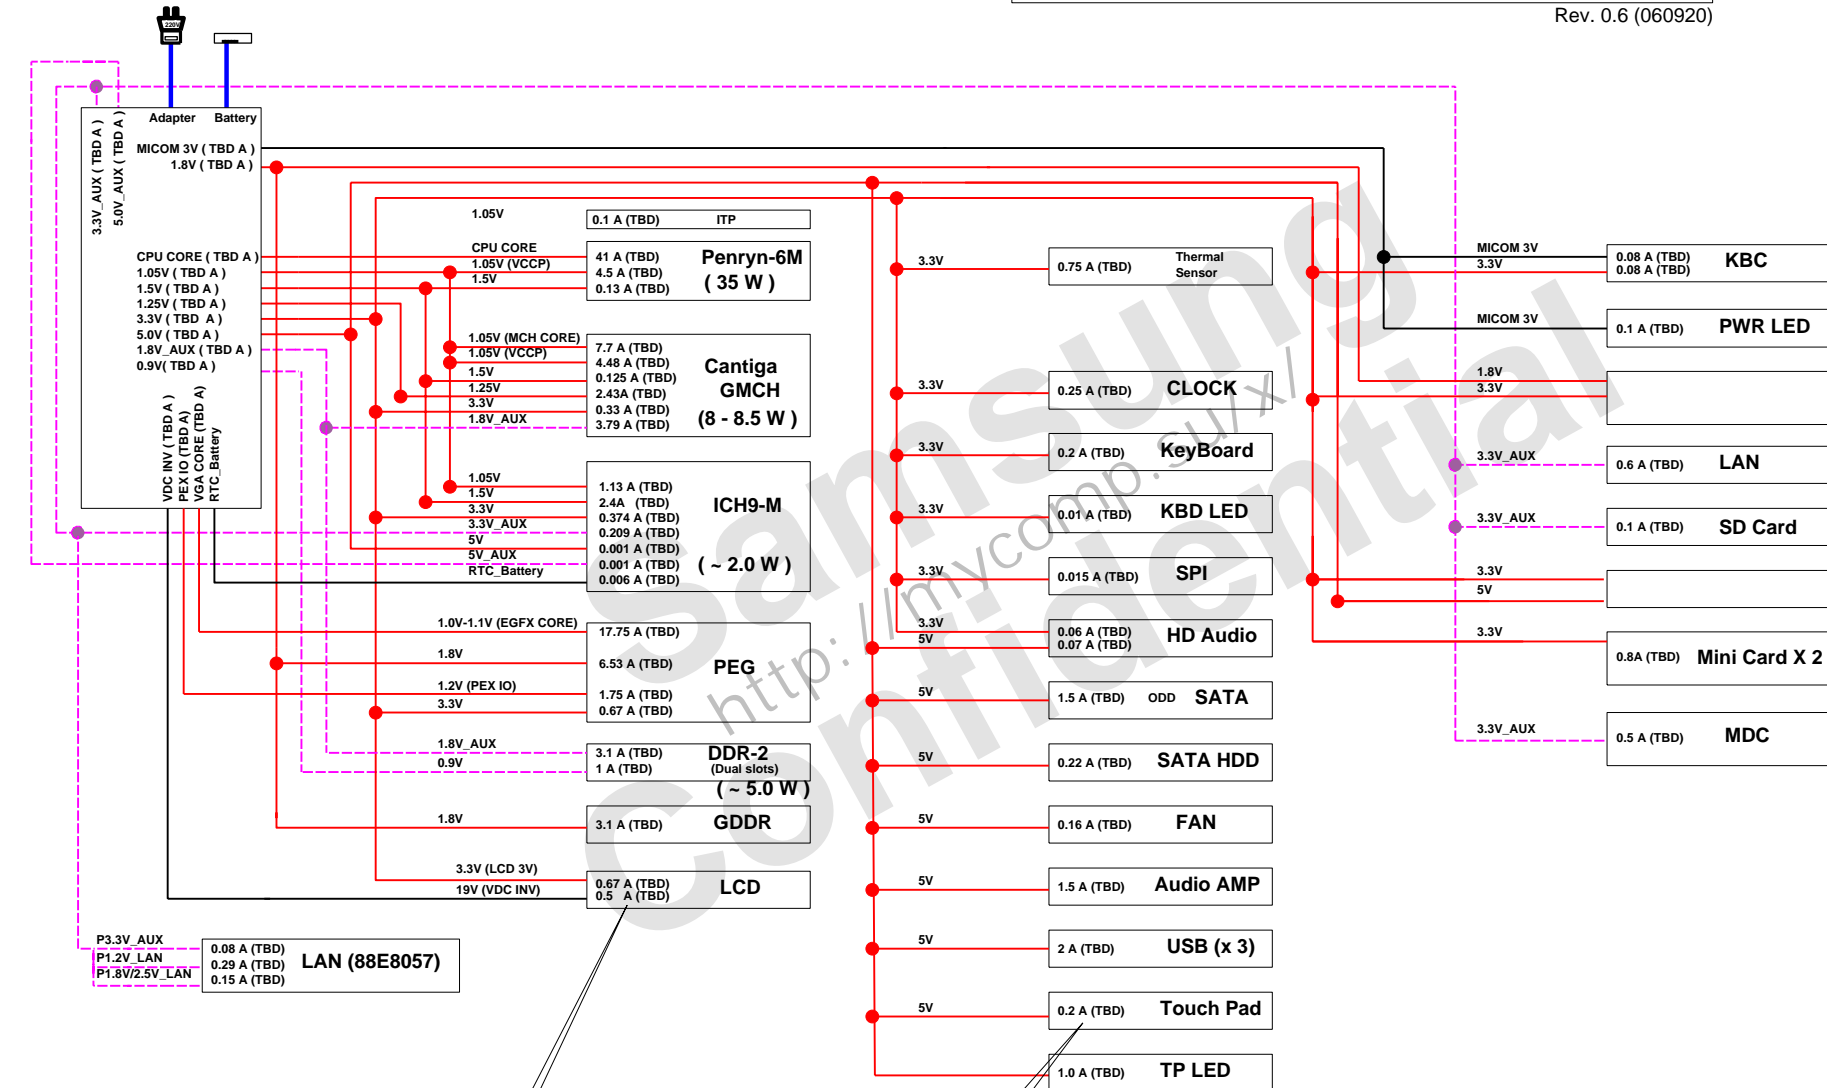 Rev. 0.6 (060920)
220V
Adapter
Battery
3.3V_AUX ( TBD A )
5.0V_AUX ( TBD A )
MICOM 3V ( TBD A )
1.8V ( TBD A )
CPU CORE ( TBD A )
1.05V ( TBD A )
1.5V ( TBD A )
1.25V ( TBD A )
3.3V ( TBD A )
5.0V ( TBD A )
1.8V_AUX ( TBD A )
0.9V( TBD A )
VDC INV ( TBD A )
PEX IO (TBD A)
VGA CORE (TBD A)
RTC_Battery
1.05V
0.1 A (TBD) ITP
CPU CORE
1.05V (VCCP)
1.5V
41 A (TBD)
4.5 A (TBD)
0.13 A (TBD)
Penryn-6M
( 35 W )
1.05V (MCH CORE)
1.05V (VCCP)
1.5V
1.25V
3.3V
1.8V_AUX
7.7 A (TBD)
4.48 A (TBD)
0.125 A (TBD)
2.43A (TBD)
0.33 A (TBD)
3.79 A (TBD)
Cantiga
GMCH
(8 - 8.5 W )
1.05V
1.5V
3.3V
3.3V_AUX
5V
5V_AUX
RTC_Battery
1.13 A (TBD)
2.4A (TBD)
0.374 A (TBD)
0.209 A (TBD)
0.001 A (TBD)
0.001 A (TBD)
0.006 A (TBD)
ICH9-M
( ~ 2.0 W )
1.0V-1.1V (EGFX CORE)
1.8V
1.2V (PEX IO)
3.3V
17.75 A (TBD)
6.53 A (TBD)
1.75 A (TBD)
0.67 A (TBD)
PEG
1.8V_AUX
0.9V
3.1 A (TBD)
1 A (TBD)
DDR-2
(Dual slots)
( ~ 5.0 W )
1.8V
3.1 A (TBD) GDDR
3.3V (LCD 3V)
19V (VDC INV)
0.67 A (TBD)
0.5 A (TBD)
LCD
P3.3V_AUX
P1.2V_LAN
P1.8V/2.5V_LAN
0.08 A (TBD)
0.29 A (TBD)
0.15 A (TBD)
LAN (88E8057)
3.3V
0.75 A (TBD)
Thermal
Sensor
3.3V
0.25 A (TBD) CLOCK
3.3V
0.2 A (TBD) KeyBoard
3.3V
0.01 A (TBD) KBD LED
3.3V
0.015 A (TBD) SPI
3.3V
5V
0.06 A (TBD)
0.07 A (TBD)
HD Audio
5V
1.5 A (TBD) ODD SATA
5V
0.22 A (TBD) SATA HDD
5V
0.16 A (TBD) FAN
5V
1.5 A (TBD) Audio AMP
5V
2 A (TBD) USB (x 3)
5V
0.2 A (TBD) Touch Pad
1.0 A (TBD) TP LED
MICOM 3V
3.3V
0.08 A (TBD)
0.08 A (TBD)
KBC
MICOM 3V
0.1 A (TBD) PWR LED
1.8V
3.3V
3.3V_AUX
0.6 A (TBD) LAN
3.3V_AUX
0.1 A (TBD) SD Card
3.3V
5V
3.3V
0.8A (TBD) Mini Card X 2
3.3V_AUX
0.5 A (TBD) MDC
Samsung
Confidential
http://mycomp.su/x/